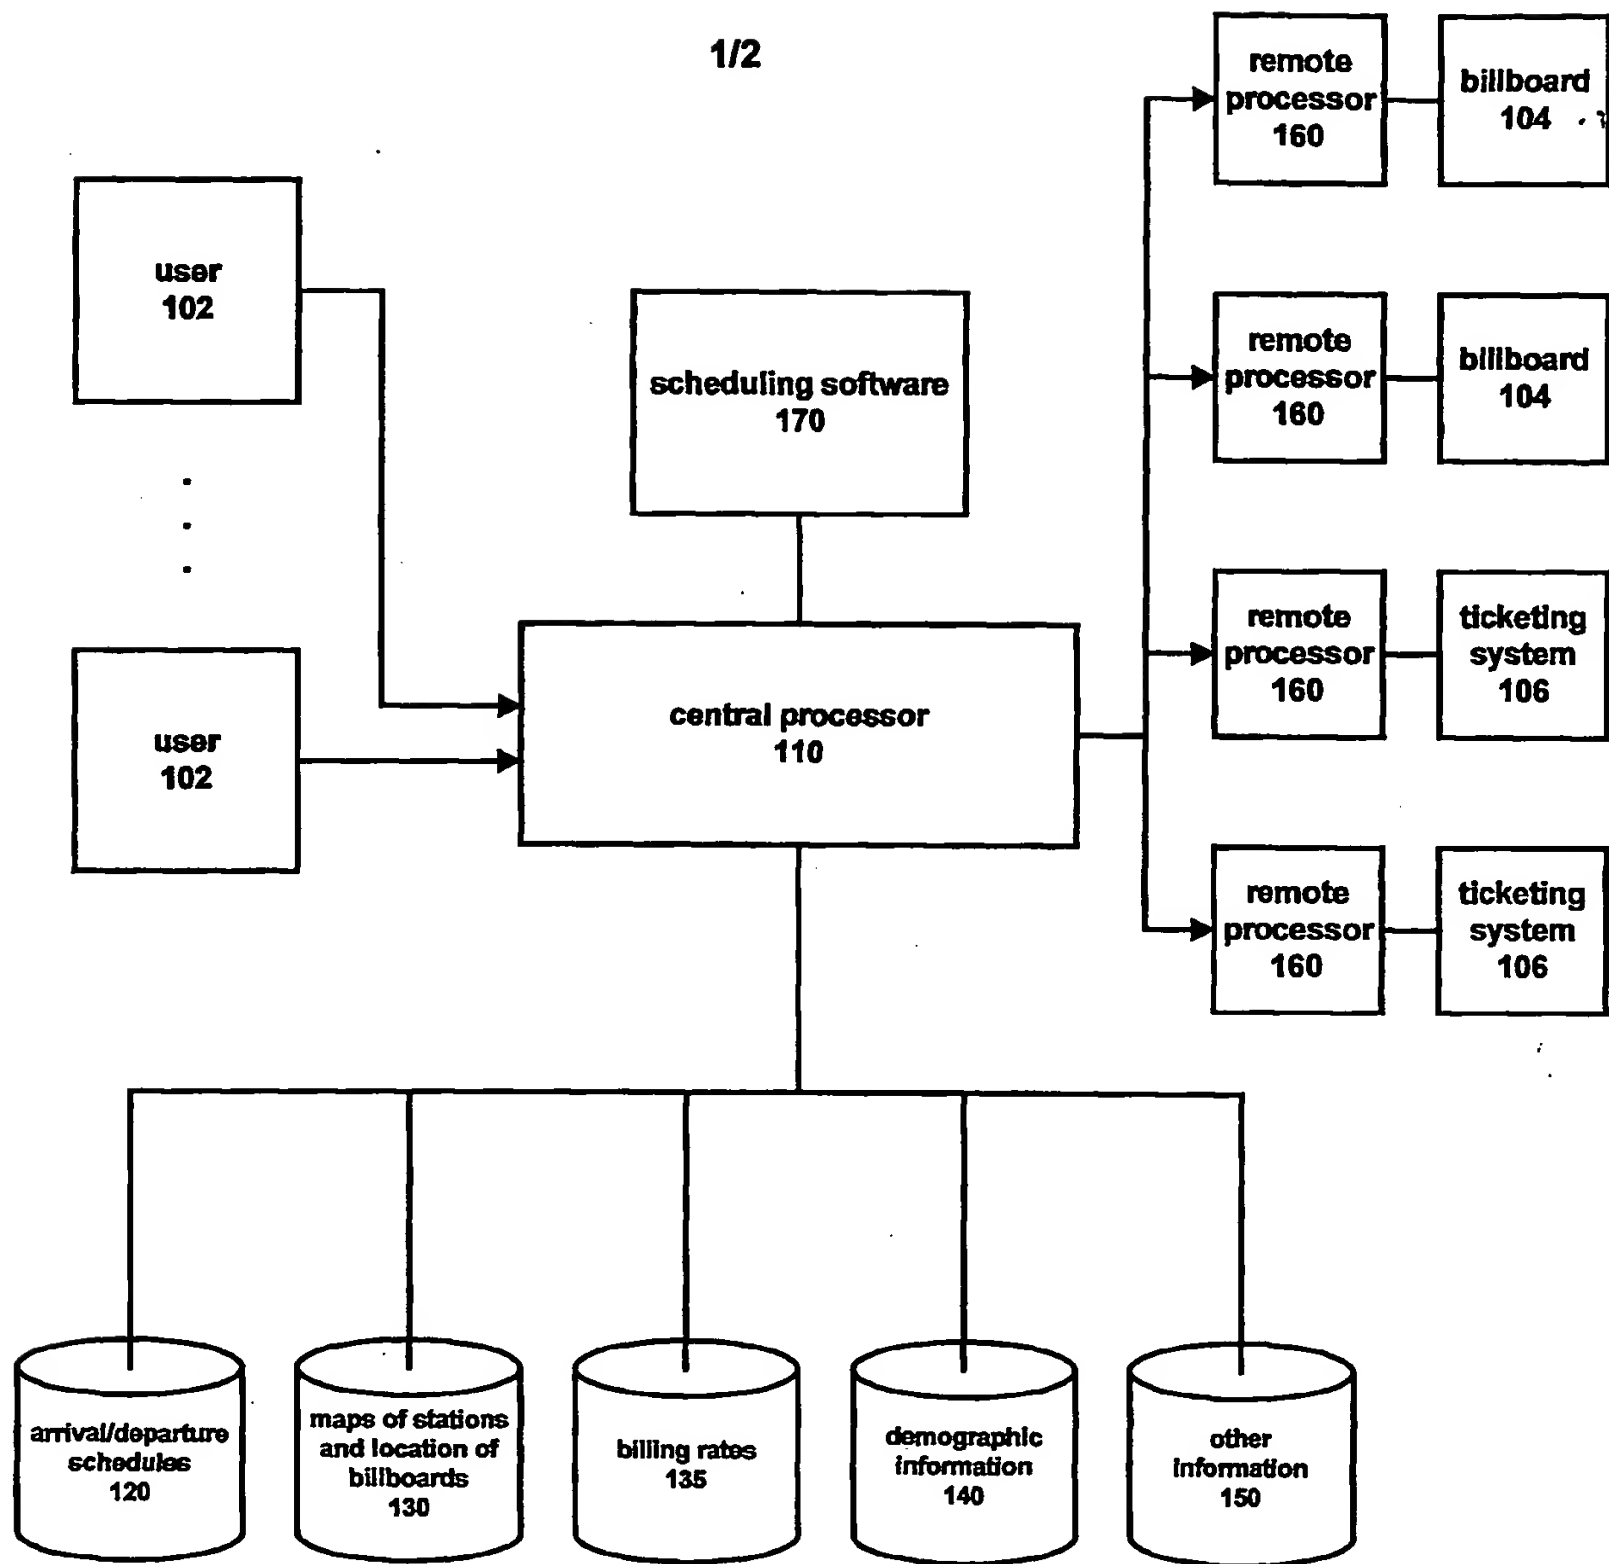 1/2
remote
processor
160
billboard
104
user
102
scheduling software
170
remote
processor
160
billboard
104
remote
processor
160
ticketing
system
106
user
102
central processor
110
remote
processor
160
ticketing
system
106
arrival/departure
schedules
120
maps of stations
and location of
billboards
130
billing rates
135
demographic
information
140
other
information
150